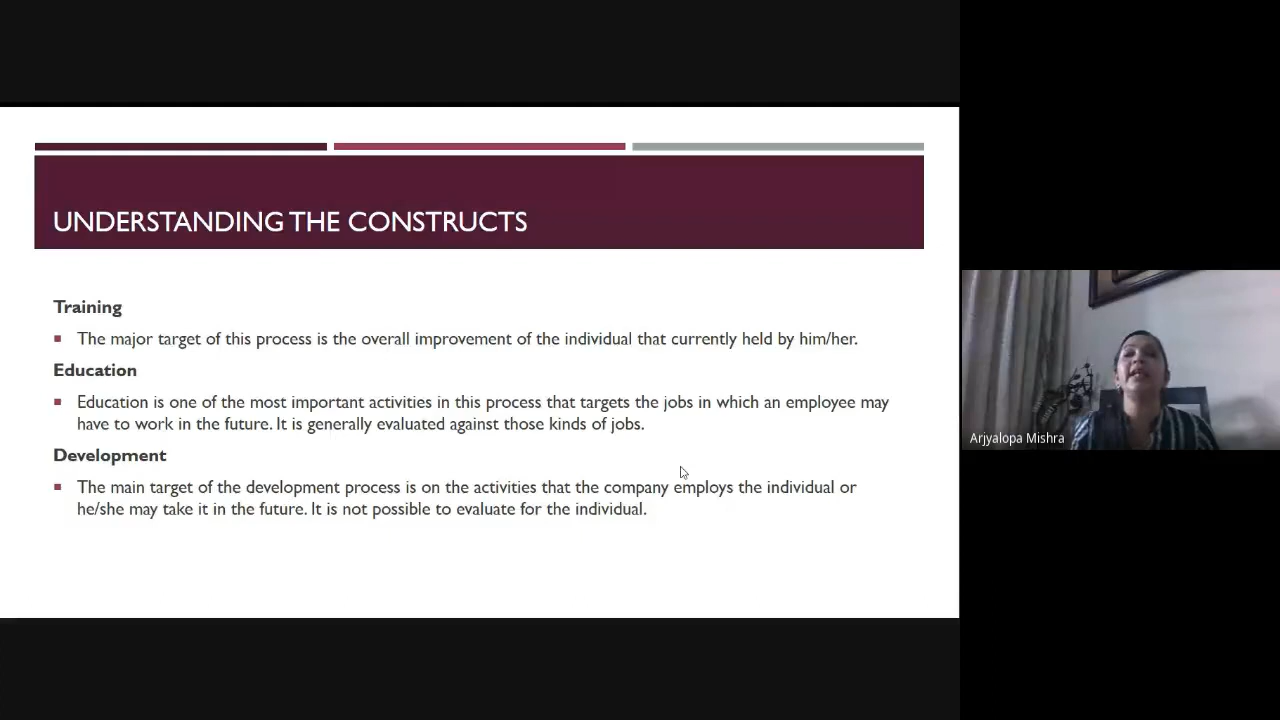 UNDERSTANDING THE CONSTRUCTS
Training
The major target of this process is the overall improvement of the individual that currently held by him/her.
Education
Education is one of the most important activities in this process that targets the jobs in which an employee may
have to work in the future. It is generally evaluated against those kinds of jobs.
Development
The main target of the development process is on the activities that the company employs the individual or
he/she may take it in the future. It is not possible to evaluate for the individual.
Arjyalopa Mishra